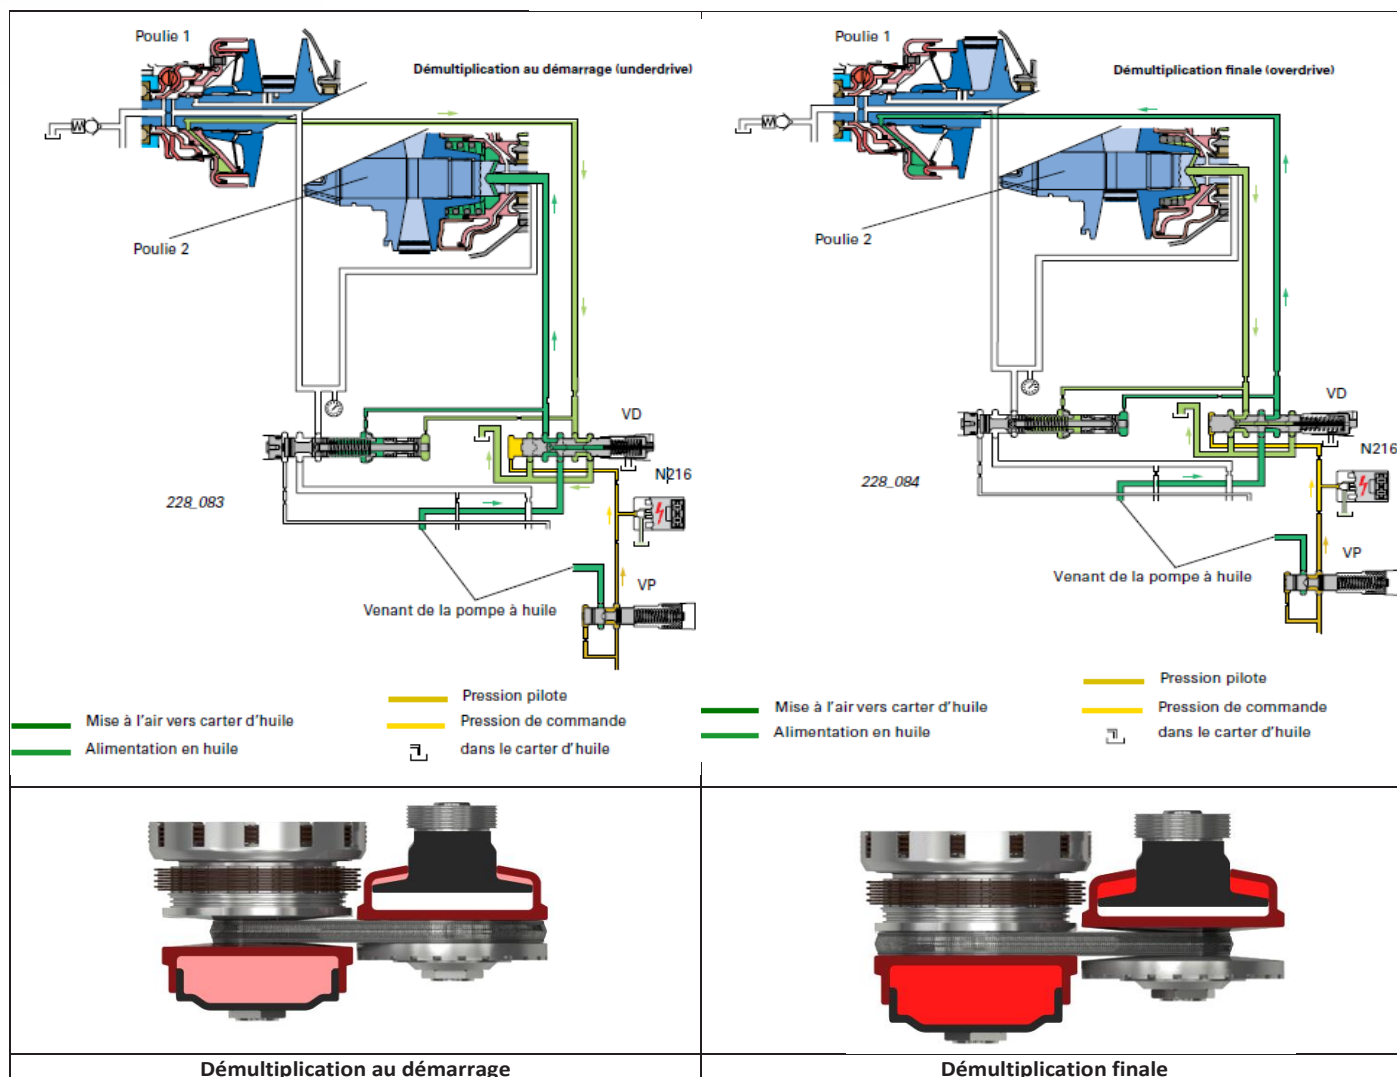 Poulie 1
Démultiplication au démarrage (underdrive)
Poulie 2
VD
N216
228_083
VP
Venant de la pompe à huile
Pression pilote
Mise à l'air vers carter d'huile
Pression de commande
Alimentation en huile
dans le carter d'huile
Poulie 1
Démultiplication finale (overdrive)
Poulie 2
VD
N216
228_084
VP
Venant de la pompe à huile
Pression pilote
Mise à l'air vers carter d'huile
Pression de commande
Alimentation en huile
dans le carter d'huile
Démultiplication au démarrage
Démultiplication finale